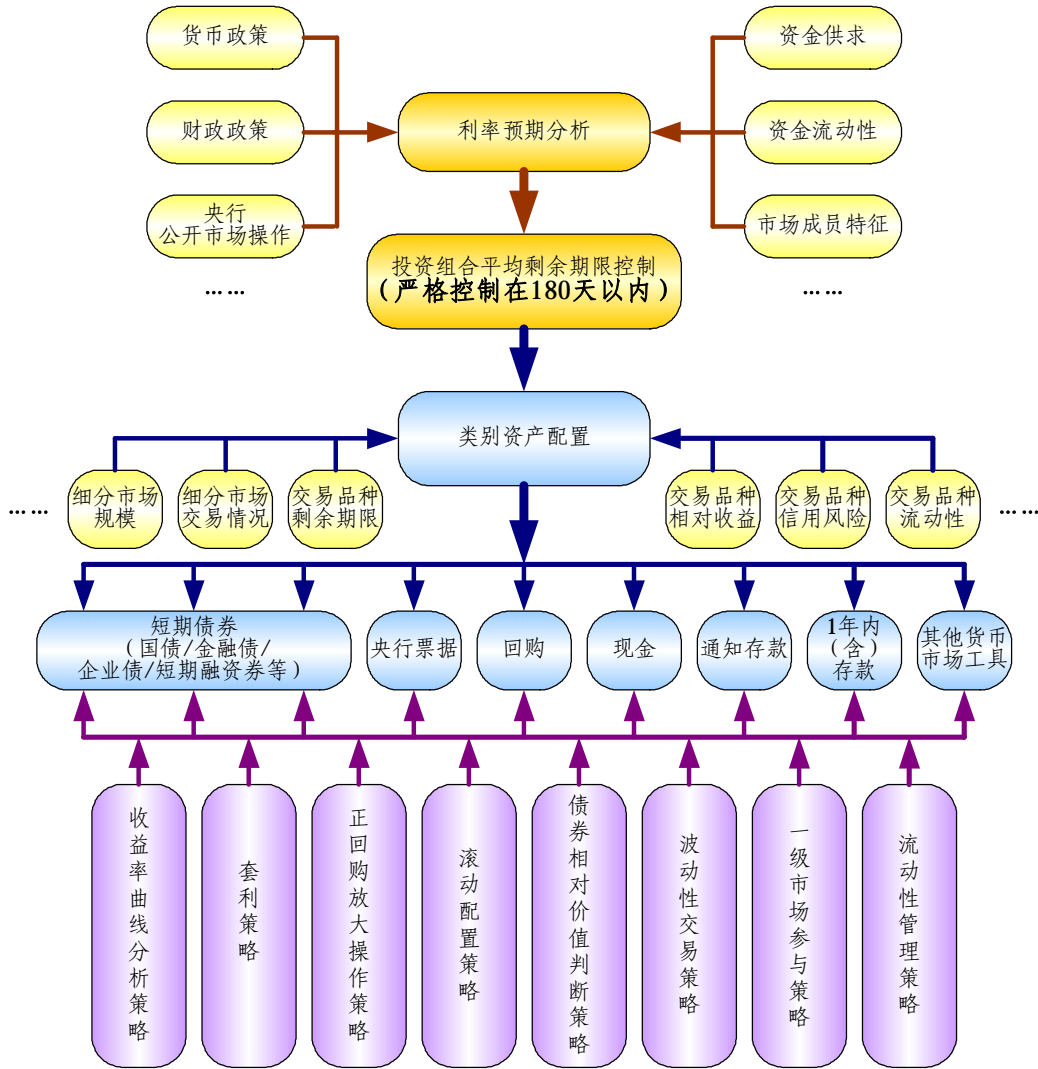 货币政策
资金供求
财政政策
利率预期分析
资金流动性
央行
公开市场操作
市场成员特征
……
投资组合平均剩余期限控制
（严格控制在180天以内）
……
类别资产配置
……
细分市场
规模
细分市场
交易情况
交易品种
剩余期限
交易品种
相对收益
交易品种
信用风险
交易品种
流动性
……
短期债券
（国债/金融债/
企业债/短期融资券等）
央行票据
回购
现金
通知存款
1年内
（含）
存款
其他货币
市场工具
收益率曲线分析策略
套利策略
正回购放大操作策略
滚动配置策略
债券相对价值判断策略
波动性交易策略
一级市场参与策略
流动性管理策略